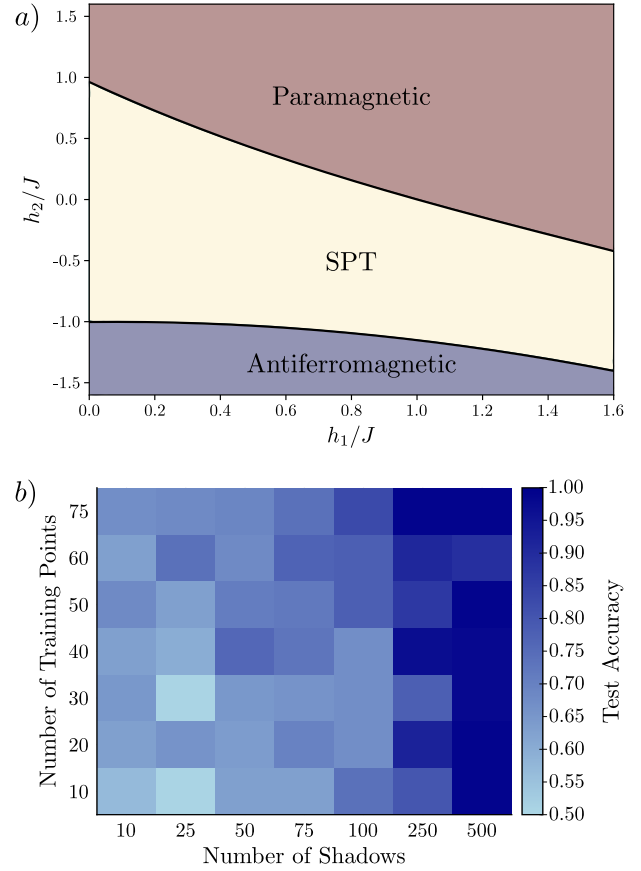 a)
1.5
1.0
0.5
0.0
-0.5
-1.0
-1.5
h₂/J
Paramagnetic
SPT
Antiferromagnetic
0.0 0.2 0.4 0.6 0.8 1.0 1.2 1.4 1.6
h₁/J
b)
Number of Training Points
75
60
50
40
30
20
10
10 25 50 75 100 250 500
Number of Shadows
1.00
0.95
0.90
0.85
0.80
0.75
0.70
0.65
0.60
0.55
0.50
Test Accuracy